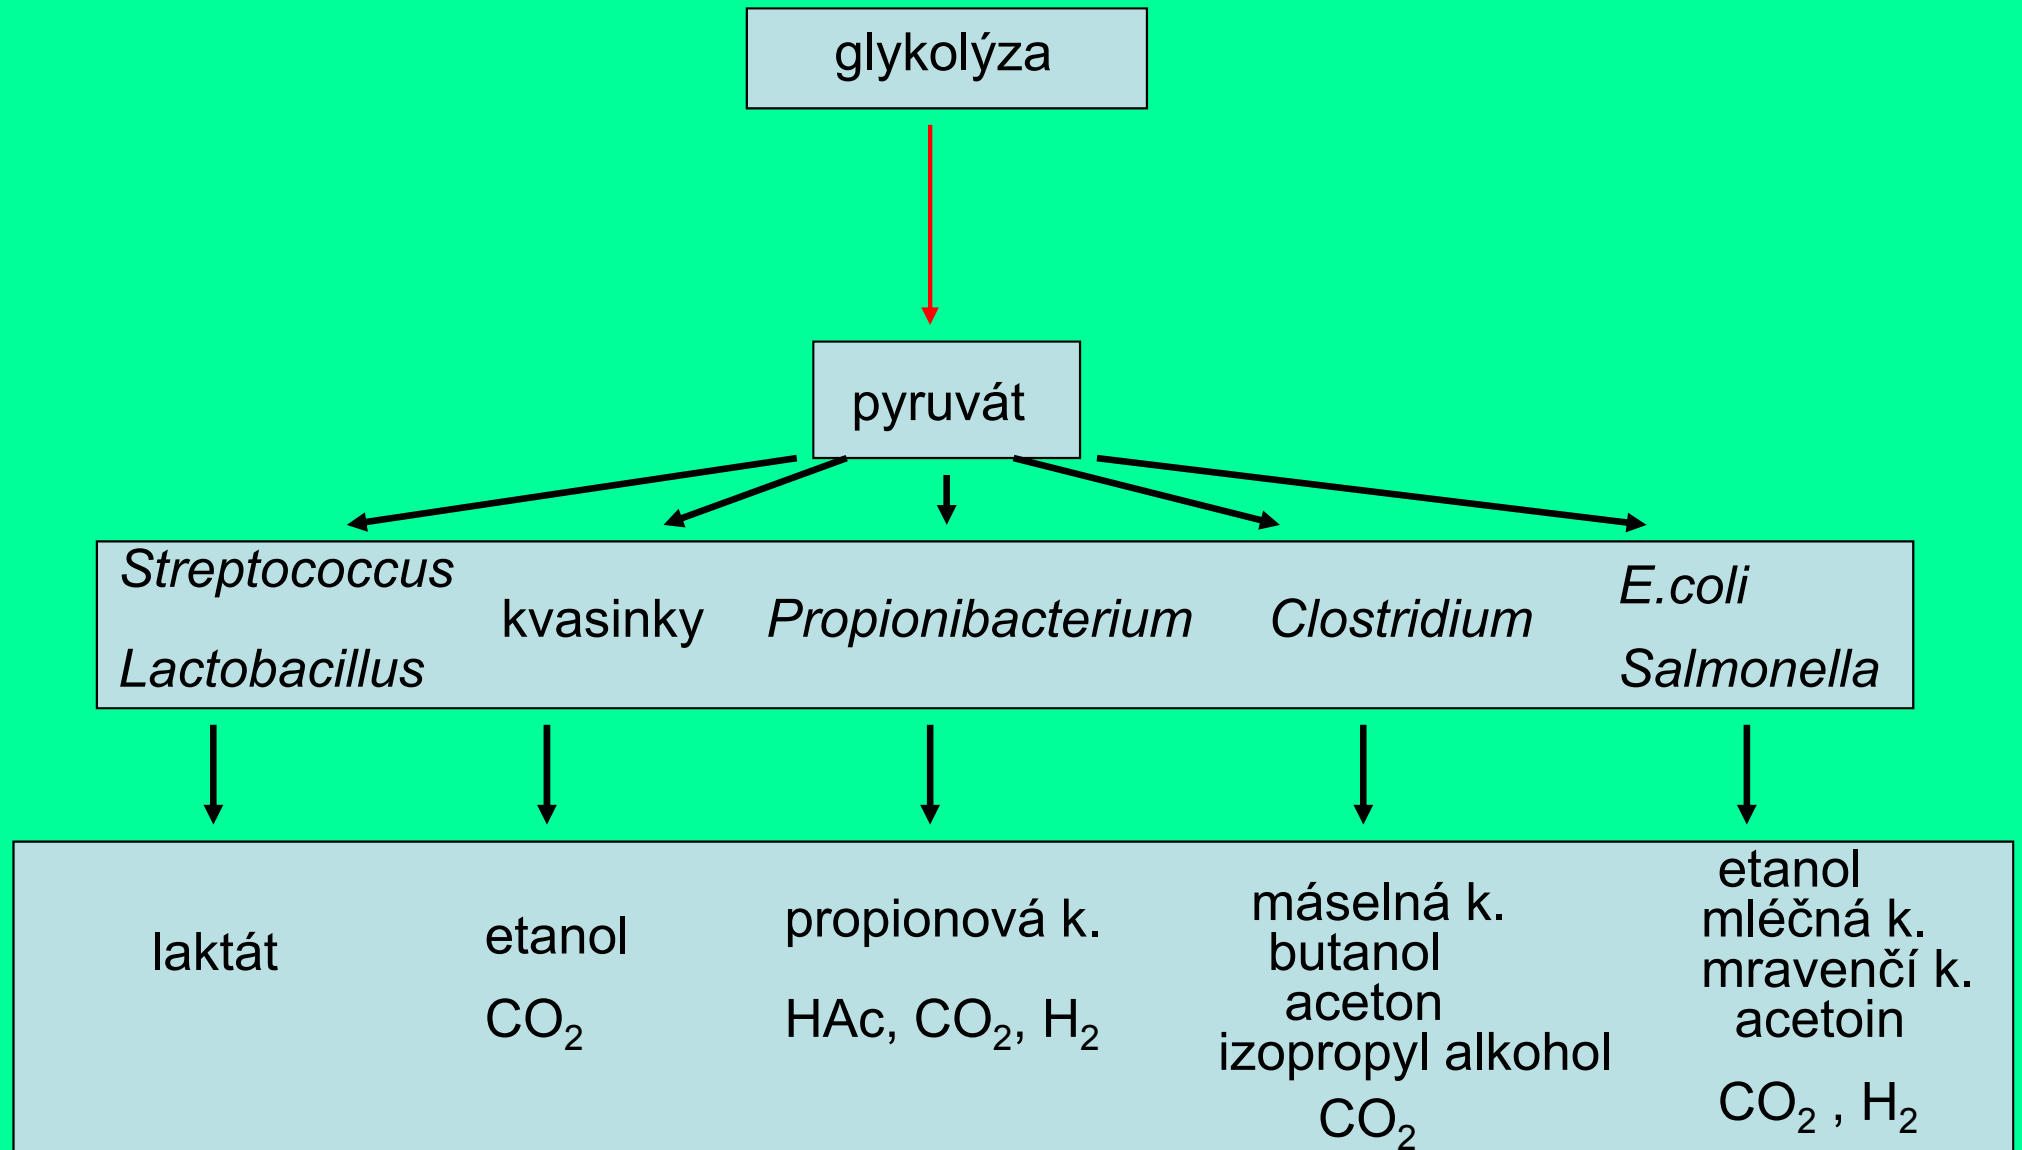 glykolýza
pyruvát
Streptococcus
Lactobacillus
kvasinky
Propionibacterium
Clostridium
E.coli
Salmonella
laktát
etanol
CO₂
propionová k.
HAc, CO₂, H₂
máselná k.
butanol
aceton
izopropyl alkohol
CO₂
etanol
mléčná k.
mravenčí k.
acetoin
CO₂ , H₂